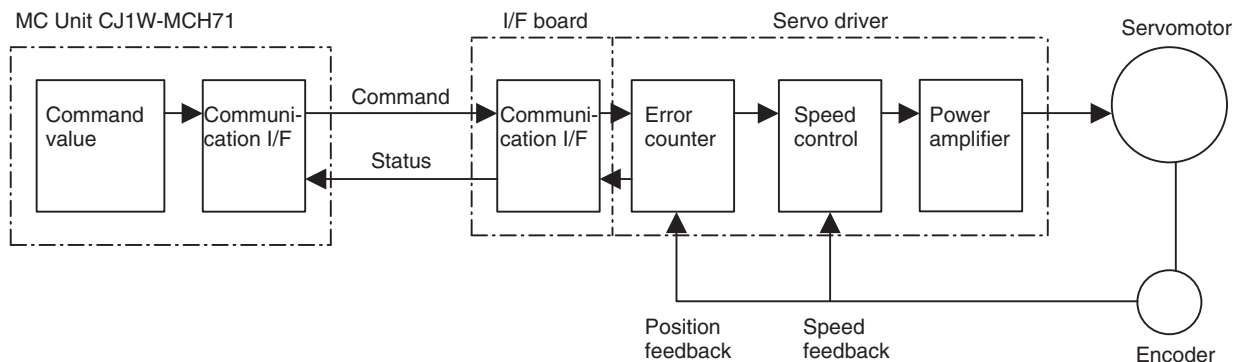 MC Unit CJ1W-MCH71
I/F board
Servo driver
Servomotor
Command
value
Communi-
cation I/F
Command
Status
Communi-
cation I/F
Error
counter
Speed
control
Power
amplifier
Position
feedback
Speed
feedback
Encoder